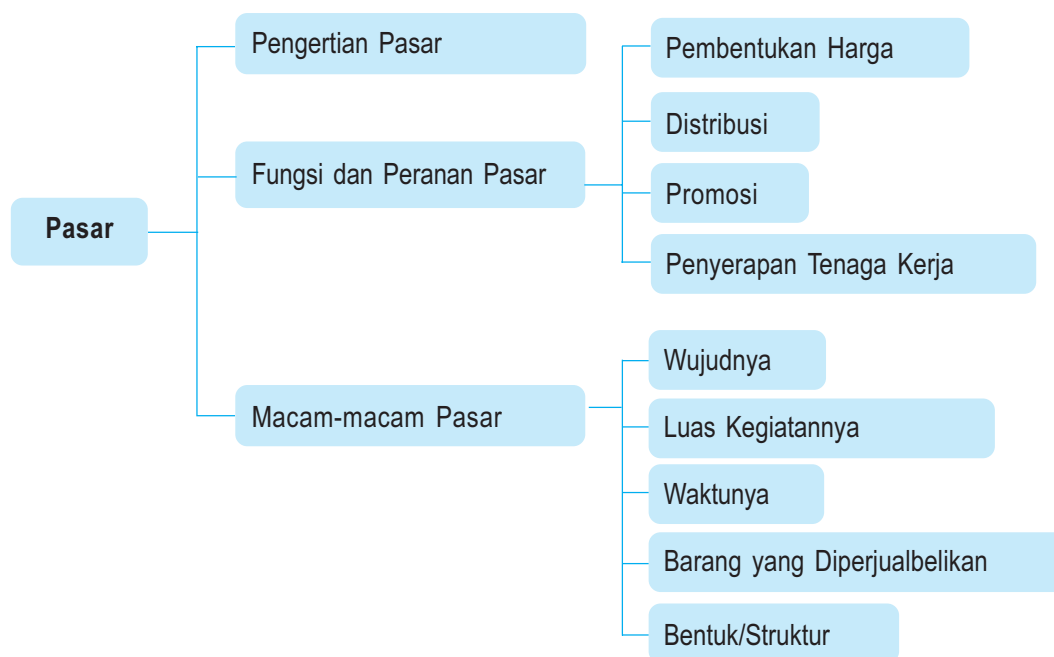 Pasar
Pengertian Pasar
Fungsi dan Peranan Pasar
Pembentukan Harga
Distribusi
Promosi
Penyerapan Tenaga Kerja
Macam-macam Pasar
Wujudnya
Luas Kegiatannya
Waktunya
Barang yang Diperjualbelikan
Bentuk/Struktur